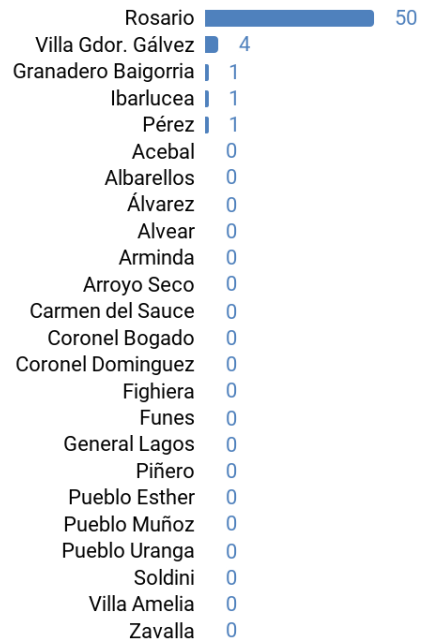 Rosario 50
Villa Gdor. Gálvez 4
Granadero Baigorria 1
Ibarlucea 1
Pérez 1
Acebal 0
Albarellos 0
Álvarez 0
Alvear 0
Arminda 0
Arroyo Seco 0
Carmen del Sauce 0
Coronel Bogado 0
Coronel Dominguez 0
Fighiera 0
Funes 0
General Lagos 0
Piñero 0
Pueblo Esther 0
Pueblo Muñoz 0
Pueblo Uranga 0
Soldini 0
Villa Amelia 0
Zavalla 0